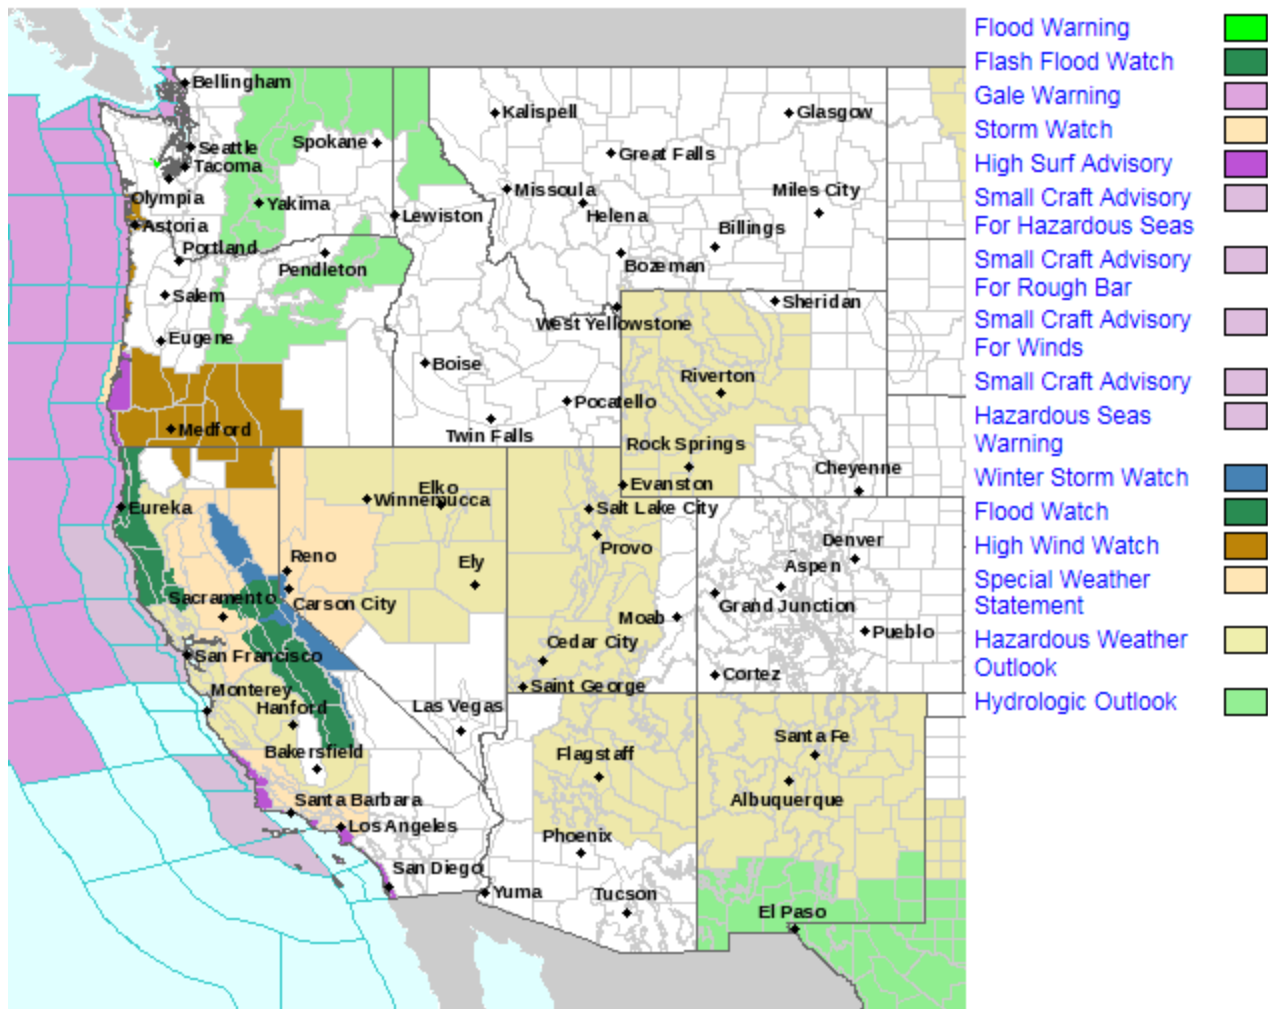 Bellingham
Kalispell
Glasgow
Seattle
Spokane
Great Falls
Tacoma
Missoula
Miles City
Olympia
Yakima
Helena
Lewiston
Astoria
Billings
Portland
Pendleton
Bozeman
Salem
Sheridan
West Yellowstone
Eugene
Boise
Riverton
Pocatello
Medford
Twin Falls
Rock Springs
Cheyenne
Evanston
Elko
Winnemucca
Eureka
Salt Lake City
Provo
Denver
Reno
Ely
Aspen
Sacramento
Carson City
Grand Junction
Moab
Pueblo
Cedar City
San Francisco
Cortez
Saint George
Monterey
Hanford
Las Vegas
Santa Fe
Bakersfield
Flagstaff
Albuquerque
Santa Barbara
Los Angeles
Phoenix
San Diego
Yuma
Tucson
El Paso
Flood Warning
Flash Flood Watch
Gale Warning
Storm Watch
High Surf Advisory
Small Craft Advisory
For Hazardous Seas
Small Craft Advisory
For Rough Bar
Small Craft Advisory
For Winds
Small Craft Advisory
Hazardous Seas
Warning
Winter Storm Watch
Flood Watch
High Wind Watch
Special Weather
Statement
Hazardous Weather
Outlook
Hydrologic Outlook